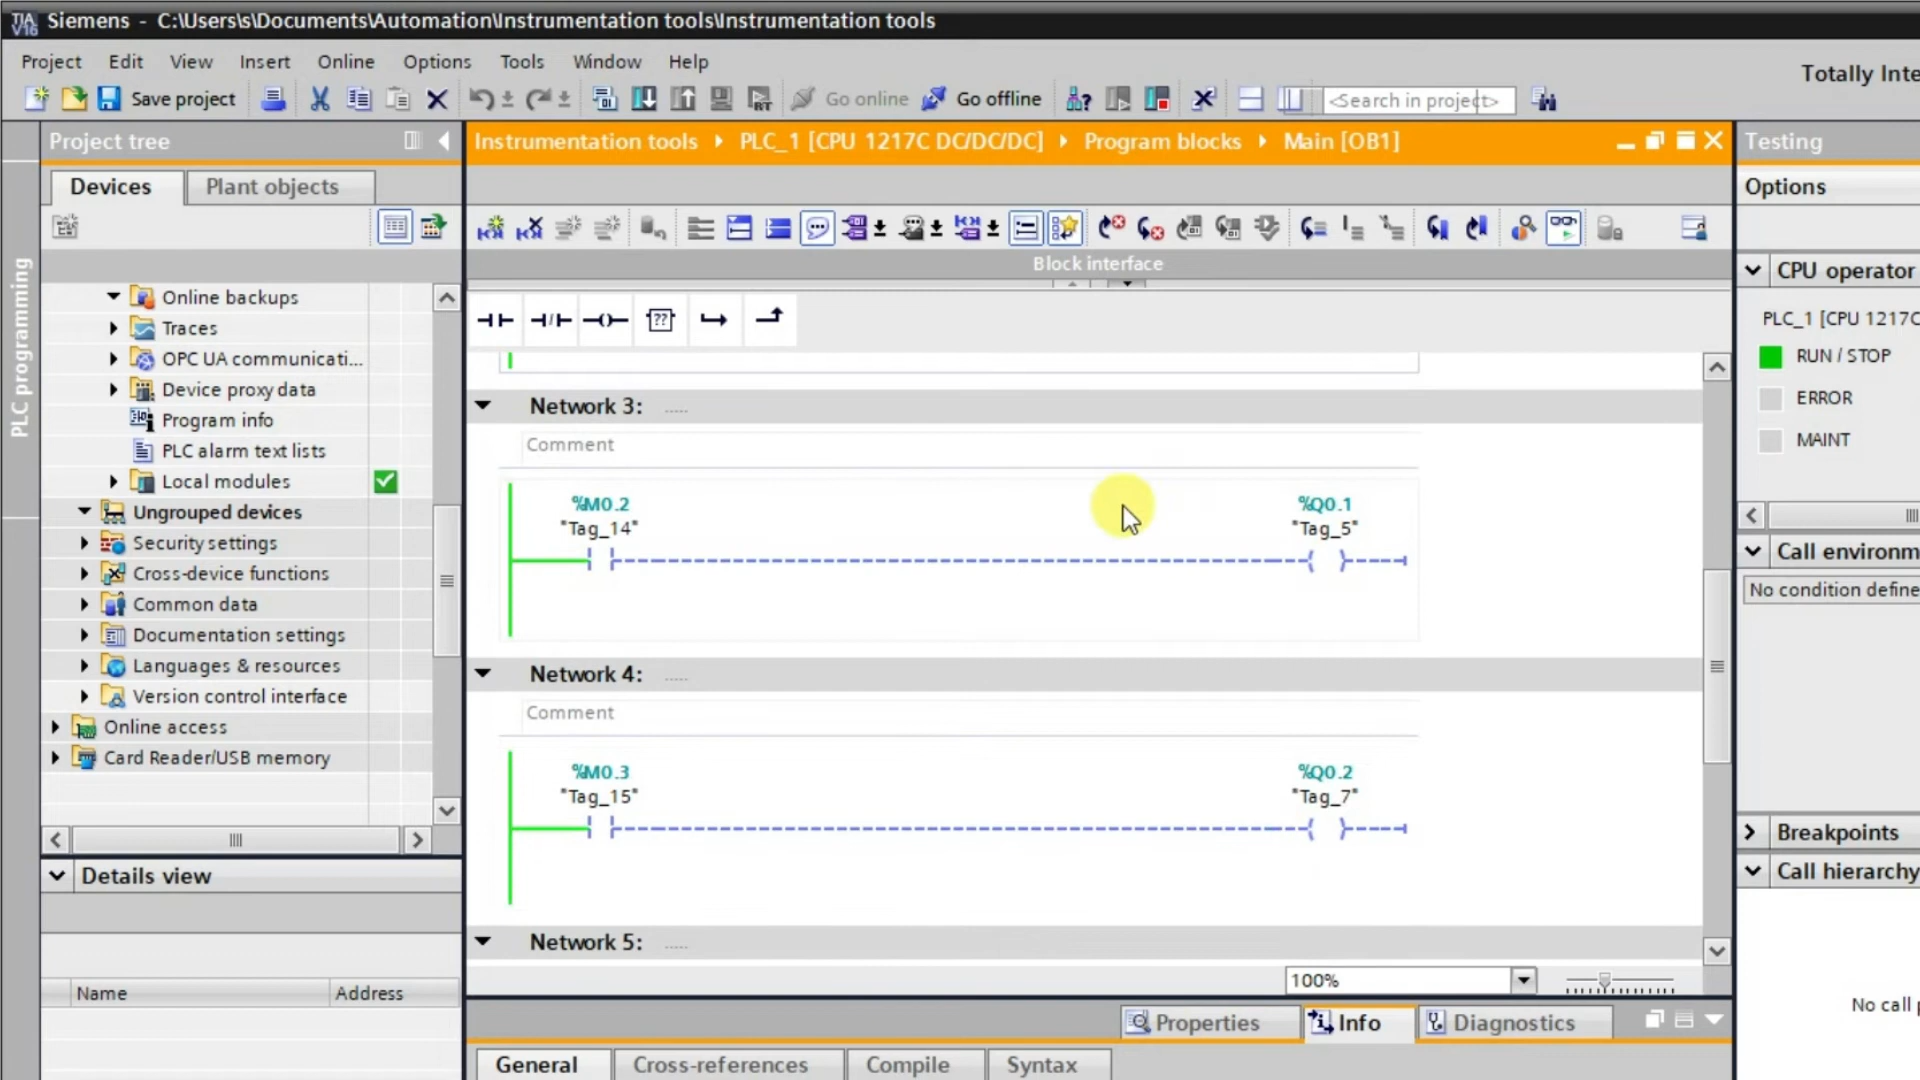 TIA V16 Siemens - C:\Users\s\Documents\Automation\Instrumentation tools\Instrumentation tools
Project Edit View Insert Online Options Tools Window Help
Totally Inte
Save project
Go online
Go offline
<Search in project>
Project tree
Instrumentation tools
PLC_1 [CPU 1217C DC/DC/DC]
Program blocks
Main [OB1]
Testing
Devices
Plant objects
Options
Block interface
CPU operator
PLC_1 [CPU 1217C
RUN / STOP
ERROR
MAINT
Call environm
No condition define
Breakpoints
Call hierarchy
No call p
PLC programming
Online backups
Traces
OPC UA communicati...
Device proxy data
Program info
PLC alarm text lists
Local modules
Ungrouped devices
Security settings
Cross-device functions
Common data
Documentation settings
Languages & resources
Version control interface
Online access
Card Reader/USB memory
Details view
Name
Address
??
Network 3: .....
Comment
%M0.2
"Tag_14"
%Q0.1
"Tag_5"
Network 4: .....
Comment
%M0.3
"Tag_15"
%Q0.2
"Tag_7"
Network 5: .....
100%
Properties
Info
Diagnostics
General
Cross-references
Compile
Syntax